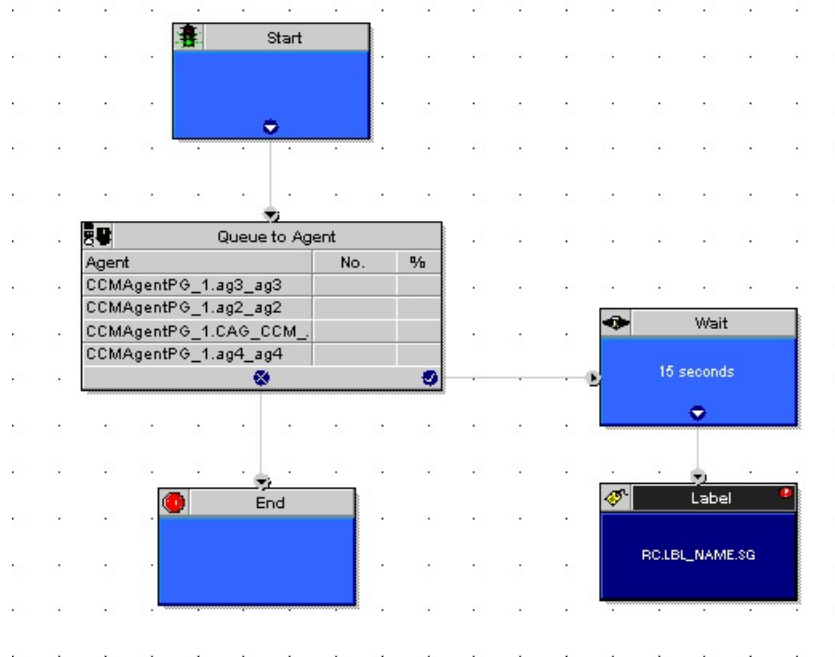 Start
Queue to Agent
Agent No. %
CCMAgentPG_1.ag3_ag3
CCMAgentPG_1.ag2_ag2
CCMAgentPG_1.CAG_CCM_.
CCMAgentPG_1.ag4_ag4
Wait
15 seconds
End
Label
RC.LBL_NAME.SG